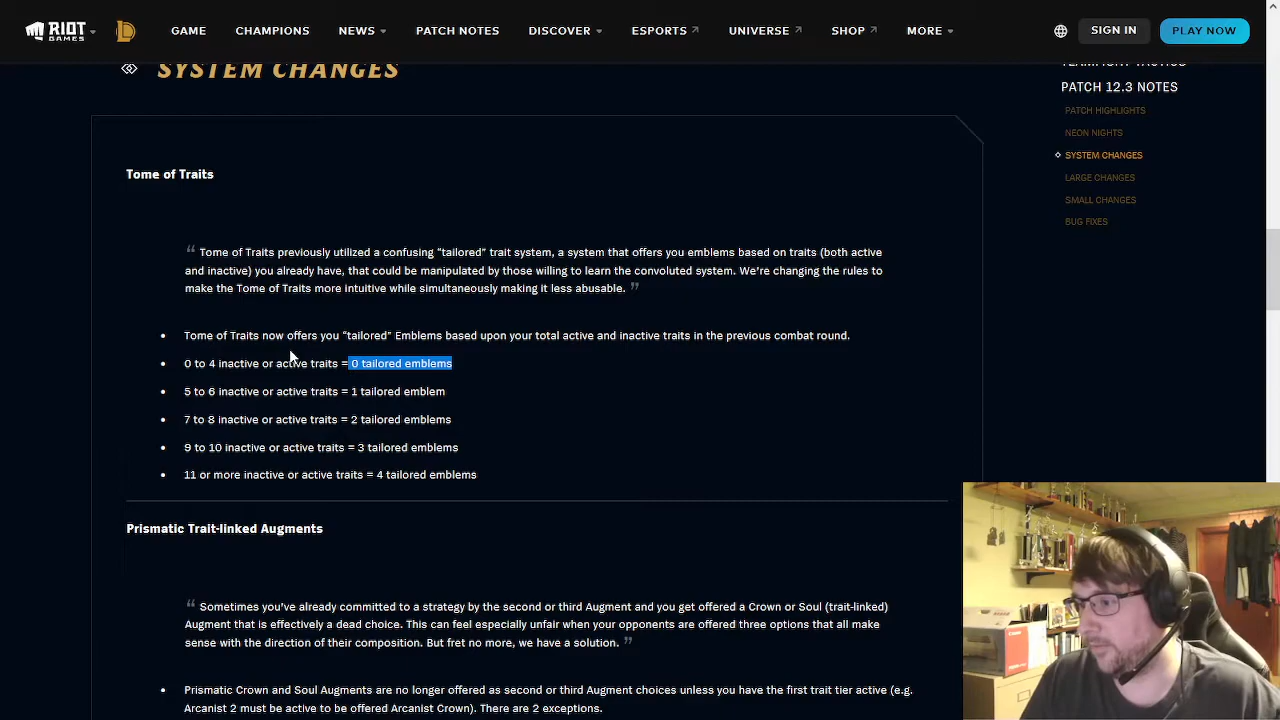 RIOT GAMES
GAME
CHAMPIONS
NEWS
PATCH NOTES
DISCOVER
ESPORTS
UNIVERSE
SHOP
MORE
SIGN IN
PLAY NOW
SYSTEM CHANGES
TEAMFIGHT TACTICS
PATCH 12.3 NOTES
PATCH HIGHLIGHTS
NEON NIGHTS
SYSTEM CHANGES
LARGE CHANGES
SMALL CHANGES
BUG FIXES
Tome of Traits
“ Tome of Traits previously utilized a confusing “tailored” trait system, a system that offers you emblems based on traits (both active
and inactive) you already have, that could be manipulated by those willing to learn the convoluted system. We’re changing the rules to
make the Tome of Traits more intuitive while simultaneously making it less abusable. ”
• Tome of Traits now offers you “tailored” Emblems based upon your total active and inactive traits in the previous combat round.
• 0 to 4 inactive or active traits = 0 tailored emblems
• 5 to 6 inactive or active traits = 1 tailored emblem
• 7 to 8 inactive or active traits = 2 tailored emblems
• 9 to 10 inactive or active traits = 3 tailored emblems
• 11 or more inactive or active traits = 4 tailored emblems
Prismatic Trait-linked Augments
“ Sometimes you’ve already committed to a strategy by the second or third Augment and you get offered a Crown or Soul (trait-linked)
Augment that is effectively a dead choice. This can feel especially unfair when your opponents are offered three options that all make
sense with the direction of their composition. But fret no more, we have a solution. ”
• Prismatic Crown and Soul Augments are no longer offered as second or third Augment choices unless you have the first trait tier active (e.g.
Arcanist 2 must be active to be offered Arcanist Crown). There are 2 exceptions.